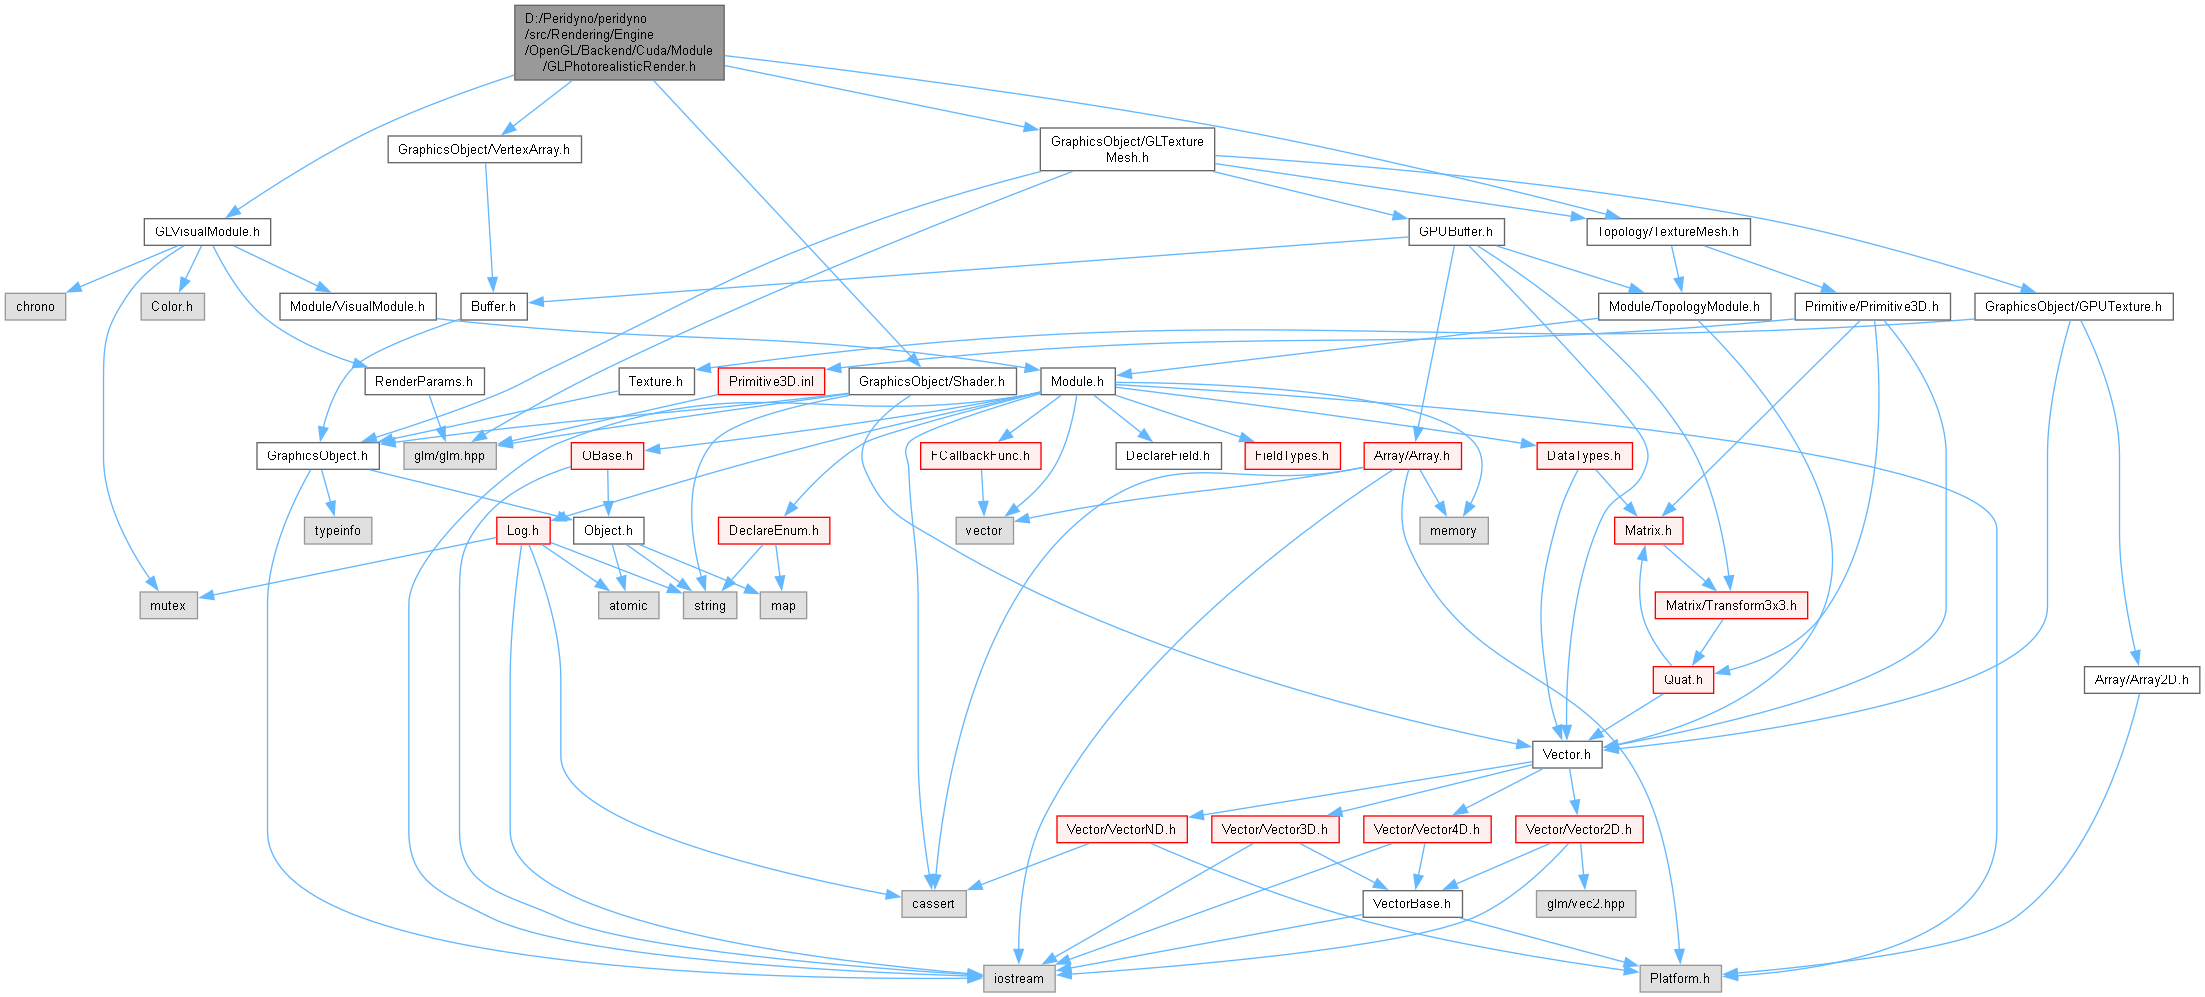 D:/Peridyno/peridyno
/src/Rendering/Engine
/OpenGL/Backend/Cuda/Module
/GLPhotorealisticRender.h
GraphicsObject/VertexArray.h
GraphicsObject/GLTexture
Mesh.h
GLVisualModule.h
GPUBuffer.h
Topology/TextureMesh.h
chrono
Color.h
Module/VisualModule.h
Buffer.h
Module/TopologyModule.h
Primitive/Primitive3D.h
GraphicsObject/GPUTexture.h
RenderParams.h
Texture.h
Primitive3D.inl
GraphicsObject/Shader.h
Module.h
GraphicsObject.h
glm/glm.hpp
OBase.h
FCallbackFunc.h
DeclareField.h
FieldTypes.h
Array/Array.h
DataTypes.h
typeinfo
Log.h
Object.h
DeclareEnum.h
vector
memory
Matrix.h
mutex
atomic
string
map
Matrix/Transform3x3.h
Quat.h
Array/Array2D.h
Vector.h
Vector/VectorND.h
Vector/Vector3D.h
Vector/Vector4D.h
Vector/Vector2D.h
cassert
VectorBase.h
glm/vec2.hpp
iostream
Platform.h